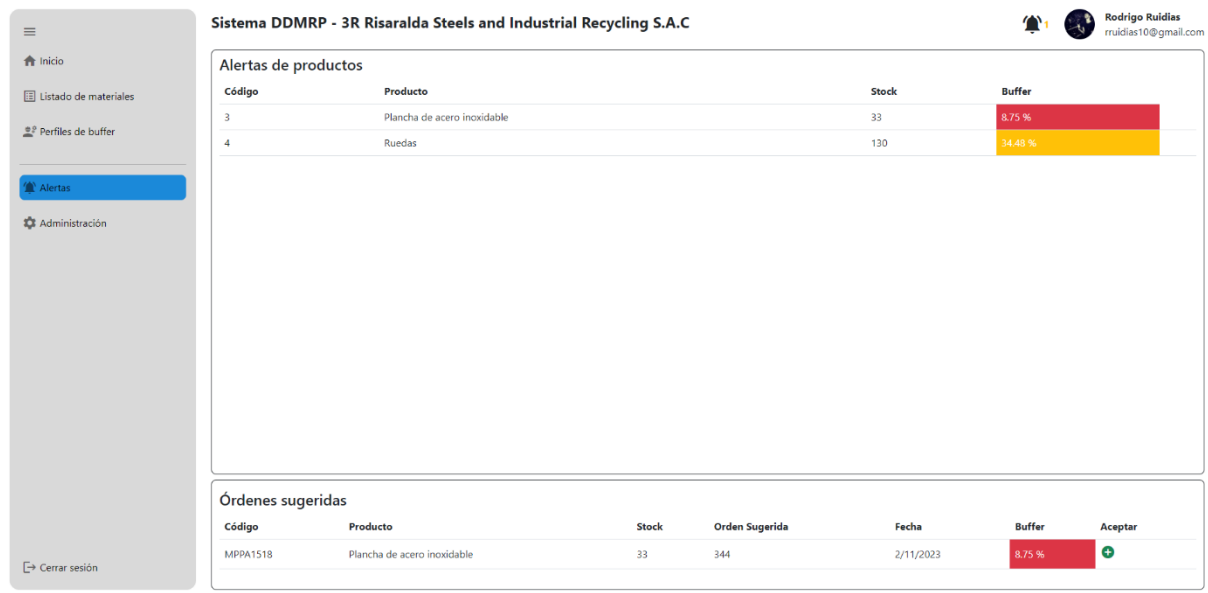 Sistema DDMRP - 3R Risaralda Steels and Industrial Recycling S.A.C
1
Rodrigo Ruidias
rruidias10@gmail.com
Inicio
Listado de materiales
Perfiles de buffer
Alertas
Administración
Cerrar sesión
Alertas de productos
Código Producto Stock Buffer
3 Plancha de acero inoxidable 33 8.75 %
4 Ruedas 130 34.48 %
Órdenes sugeridas
Código Producto Stock Orden Sugerida Fecha Buffer Aceptar
MPPA1518 Plancha de acero inoxidable 33 344 2/11/2023 8.75 %